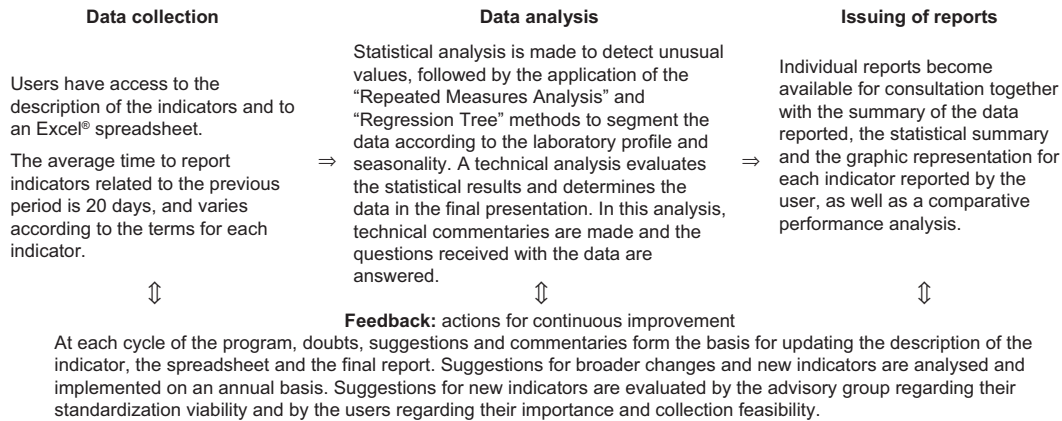 Data collection
Users have access to the
description of the indicators and to
an Excel® spreadsheet.
The average time to report
indicators related to the previous
period is 20 days, and varies
according to the terms for each
indicator.
⇒
Data analysis
Statistical analysis is made to detect unusual
values, followed by the application of the
“Repeated Measures Analysis” and
“Regression Tree” methods to segment the
data according to the laboratory profile and
seasonality. A technical analysis evaluates
the statistical results and determines the
data in the final presentation. In this analysis,
technical commentaries are made and the
questions received with the data are
answered.
⇒
Issuing of reports
Individual reports become
available for consultation together
with the summary of the data
reported, the statistical summary
and the graphic representation for
each indicator reported by the
user, as well as a comparative
performance analysis.
⇕ ⇕ ⇕
Feedback: actions for continuous improvement
At each cycle of the program, doubts, suggestions and commentaries form the basis for updating the description of the
indicator, the spreadsheet and the final report. Suggestions for broader changes and new indicators are analysed and
implemented on an annual basis. Suggestions for new indicators are evaluated by the advisory group regarding their
standardization viability and by the users regarding their importance and collection feasibility.